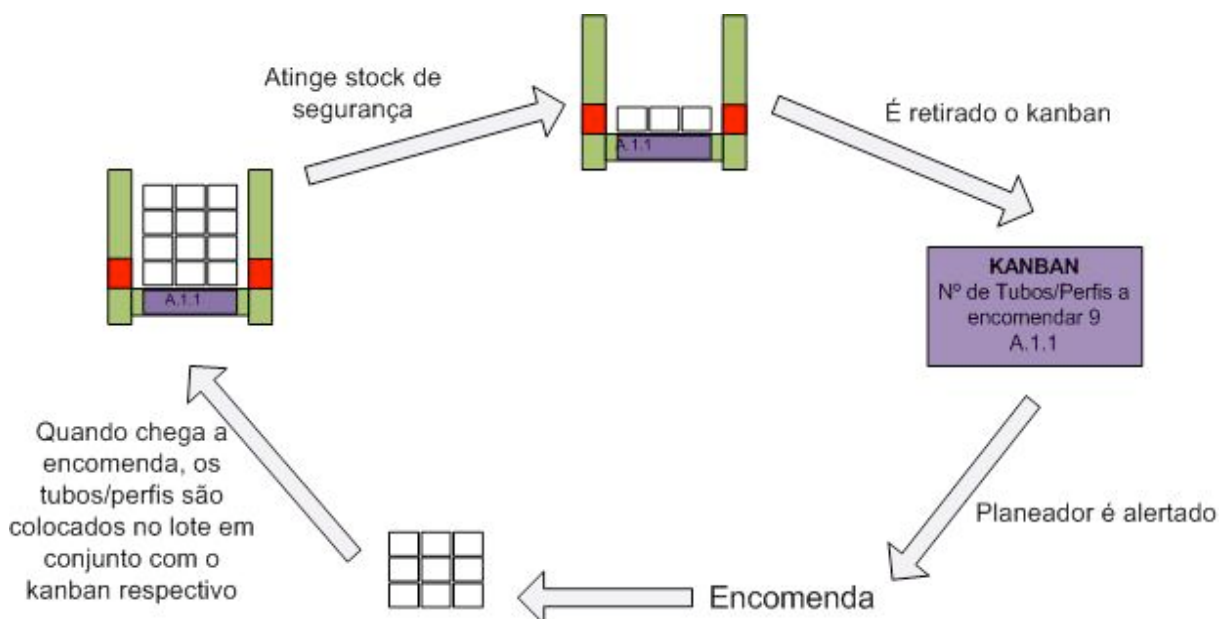 Atinge stock de
segurança
A.1.1
É retirado o kanban
A.1.1
KANBAN
Nº de Tubos/Perfis a
encomendar 9
A.1.1
Planeador é alertado
Encomenda
Quando chega a
encomenda, os
tubos/perfis são
colocados no lote em
conjunto com o
kanban respectivo